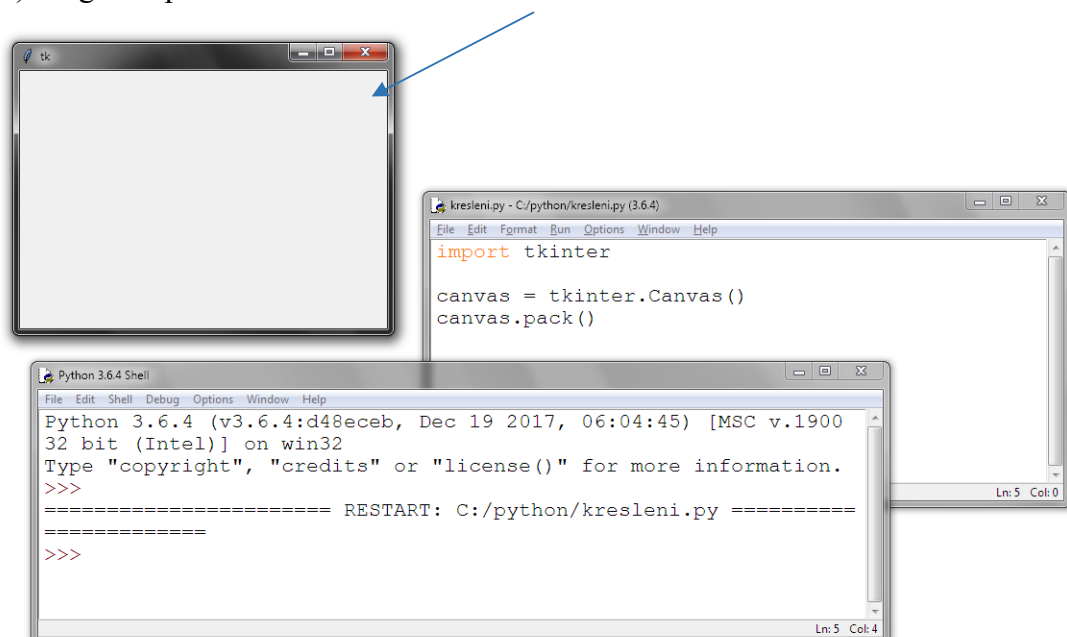 tk
kresleni.py - C:/python/kresleni.py (3.6.4)
File Edit Format Run Options Window Help
import tkinter
canvas = tkinter.Canvas()
canvas.pack()
Ln: 5 Col: 0
Python 3.6.4 Shell
File Edit Shell Debug Options Window Help
Python 3.6.4 (v3.6.4:d48eceb, Dec 19 2017, 06:04:45) [MSC v.1900
32 bit (Intel)] on win32
Type "copyright", "credits" or "license()" for more information.
>>>
======================= RESTART: C:/python/kresleni.py ==========
=============
>>>
Ln: 5 Col: 4